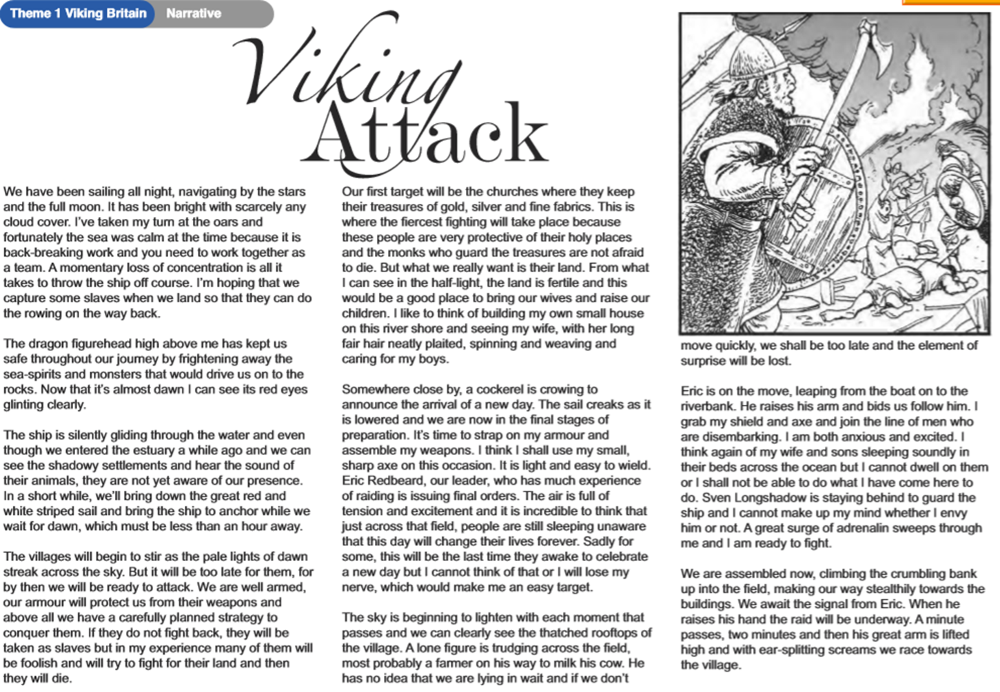 Theme 1 Viking Britain
Narrative
Viking
Attack
We have been sailing all night, navigating by the stars
and the full moon. It has been bright with scarcely any
cloud cover. I've taken my turn at the oars and
fortunately the sea was calm at the time because it is
back-breaking work and you need to work together as
a team. A momentary loss of concentration is all it
takes to throw the ship off course. I'm hoping that we
capture some slaves when we land so that they can do
the rowing on the way back.
The dragon figurehead high above me has kept us
safe throughout our journey by frightening away the
sea-spirits and monsters that would drive us on to the
rocks. Now that it's almost dawn I can see its red eyes
glinting clearly.
The ship is silently gliding through the water and even
though we entered the estuary a while ago and we can
see the shadowy settlements and hear the sound of
their animals, they are not yet aware of our presence.
In a short while, we'll bring down the great red and
white striped sail and bring the ship to anchor while we
wait for dawn, which must be less than an hour away.
The villages will begin to stir as the pale lights of dawn
streak across the sky. But it will be too late for them, for
by then we will be ready to attack. We are well armed,
our armour will protect us from their weapons and
above all we have a carefully planned strategy to
conquer them. If they do not fight back, they will be
taken as slaves but in my experience many of them will
be foolish and will try to fight for their land and then
they will die.
Our first target will be the churches where they keep
their treasures of gold, silver and fine fabrics. This is
where the fiercest fighting will take place because
these people are very protective of their holy places
and the monks who guard the treasures are not afraid
to die. But what we really want is their land. From what
I can see in the half-light, the land is fertile and this
would be a good place to bring our wives and raise our
children. I like to think of building my own small house
on this river shore and seeing my wife, with her long
fair hair neatly plaited, spinning and weaving and
caring for my boys.
Somewhere close by, a cockerel is crowing to
announce the arrival of a new day. The sail creaks as it
is lowered and we are now in the final stages of
preparation. It's time to strap on my armour and
assemble my weapons. I think I shall use my small,
sharp axe on this occasion. It is light and easy to wield.
Eric Redbeard, our leader, who has much experience
of raiding is issuing final orders. The air is full of
tension and excitement and it is incredible to think that
just across that field, people are still sleeping unaware
that this day will change their lives forever. Sadly for
some, this will be the last time they awake to celebrate
a new day but I cannot think of that or I will lose my
nerve, which would make me an easy target.
The sky is beginning to lighten with each moment that
passes and we can clearly see the thatched rooftops of
the village. A lone figure is trudging across the field,
most probably a farmer on his way to milk his cow. He
has no idea that we are lying in wait and if we don't
move quickly, we shall be too late and the element of
surprise will be lost.
Eric is on the move, leaping from the boat on to the
riverbank. He raises his arm and bids us follow him. I
grab my shield and axe and join the line of men who
are disembarking. I am both anxious and excited. I
think again of my wife and sons sleeping soundly in
their beds across the ocean but I cannot dwell on them
or I shall not be able to do what I have come here to
do. Sven Longshadow is staying behind to guard the
ship and I cannot make up my mind whether I envy
him or not. A great surge of adrenalin sweeps through
me and I am ready to fight.
We are assembled now, climbing the crumbling bank
up into the field, making our way stealthily towards the
buildings. We await the signal from Eric. When he
raises his hand the raid will be underway. A minute
passes, two minutes and then his great arm is lifted
high and with ear-splitting screams we race towards
the village.